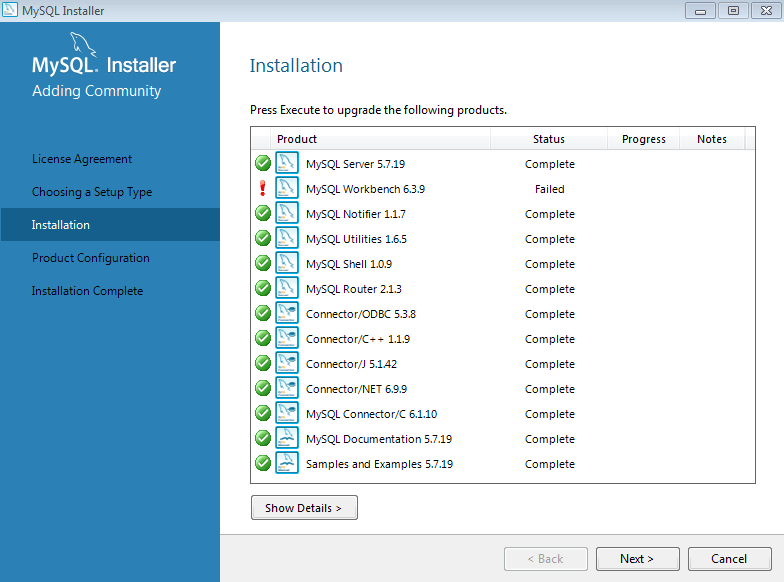 MySQL Installer
MySQL. Installer
Adding Community
License Agreement
Choosing a Setup Type
Installation
Product Configuration
Installation Complete
Installation
Press Execute to upgrade the following products.
Product Status Progress Notes
MySQL Server 5.7.19 Complete
MySQL Workbench 6.3.9 Failed
MySQL Notifier 1.1.7 Complete
MySQL Utilities 1.6.5 Complete
MySQL Shell 1.0.9 Complete
MySQL Router 2.1.3 Complete
Connector/ODBC 5.3.8 Complete
Connector/C++ 1.1.9 Complete
Connector/J 5.1.42 Complete
Connector/NET 6.9.9 Complete
MySQL Connector/C 6.1.10 Complete
MySQL Documentation 5.7.19 Complete
Samples and Examples 5.7.19 Complete
Show Details >
< Back Next > Cancel